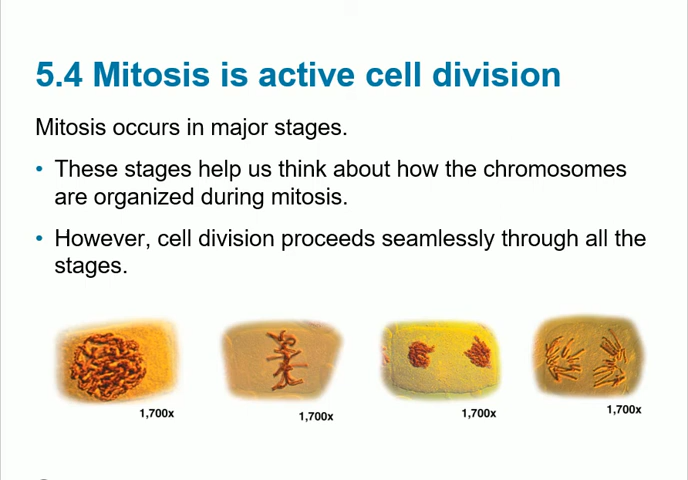 5.4 Mitosis is active cell division
Mitosis occurs in major stages.
• These stages help us think about how the chromosomes
are organized during mitosis.
• However, cell division proceeds seamlessly through all the
stages.
1,700x
1,700x
1,700x
1,700x